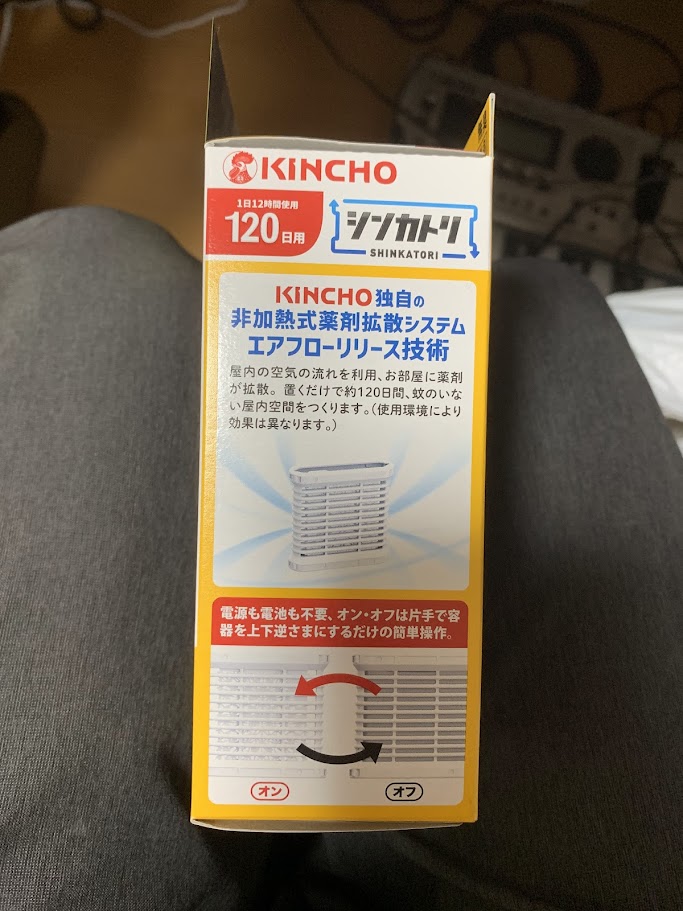 KINCHO
1日12時間使用
120日用
シンカトリ
SHINKATORI
KINCHO独自の
非加熱式薬剤拡散システム
エアフローリリース技術
屋内の空気の流れを利用、お部屋に薬剤
が拡散。置くだけで約120日間、蚊のいな
い屋内空間をつくります。(使用環境により
効果は異なります。)
電源も電池も不要、オン・オフは片手で容
器を上下逆さまにするだけの簡単操作。
オン
オフ